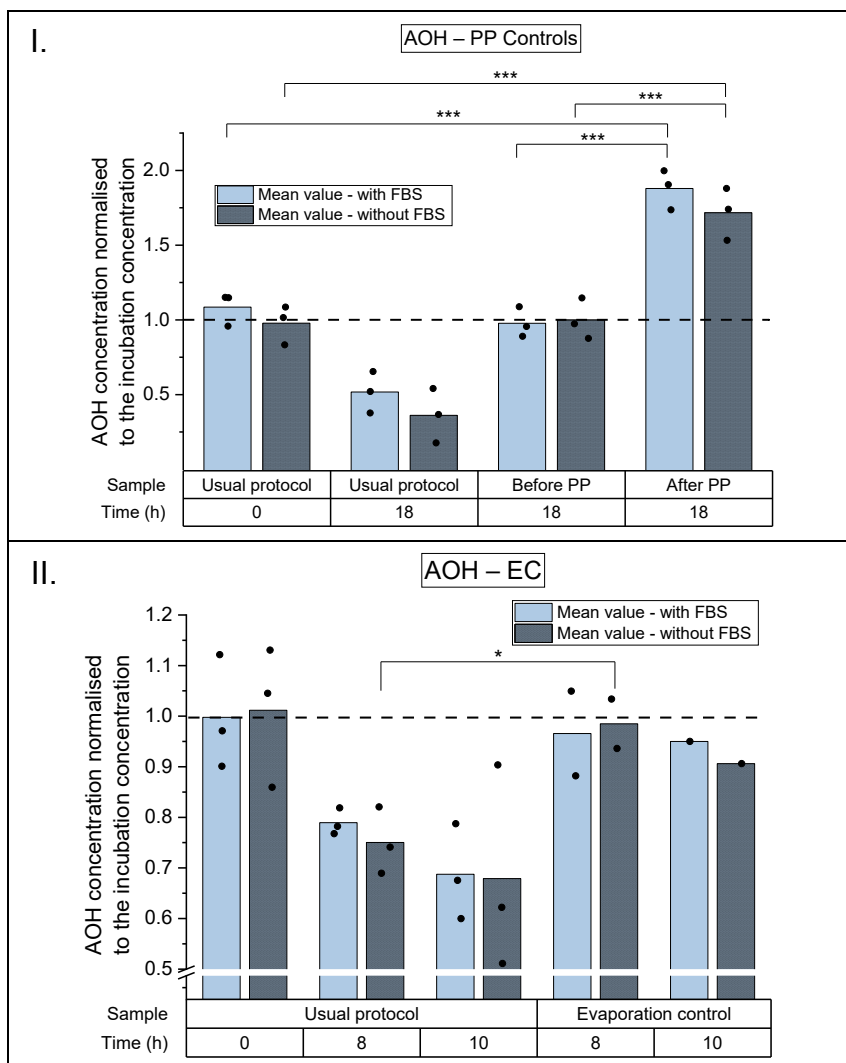 I.
AOH – PP Controls
***
***
***
***
AOH concentration normalised
to the incubation concentration
2.0
1.5
1.0
0.5
Mean value - with FBS
Mean value - without FBS
Sample Usual protocol Usual protocol Before PP After PP
Time (h) 0 18 18 18
II.
AOH – EC
Mean value - with FBS
Mean value - without FBS
*
AOH concentration normalised
to the incubation concentration
1.2
1.1
1.0
0.9
0.8
0.7
0.6
0.5
Sample Usual protocol Evaporation control
Time (h) 0 8 10 8 10